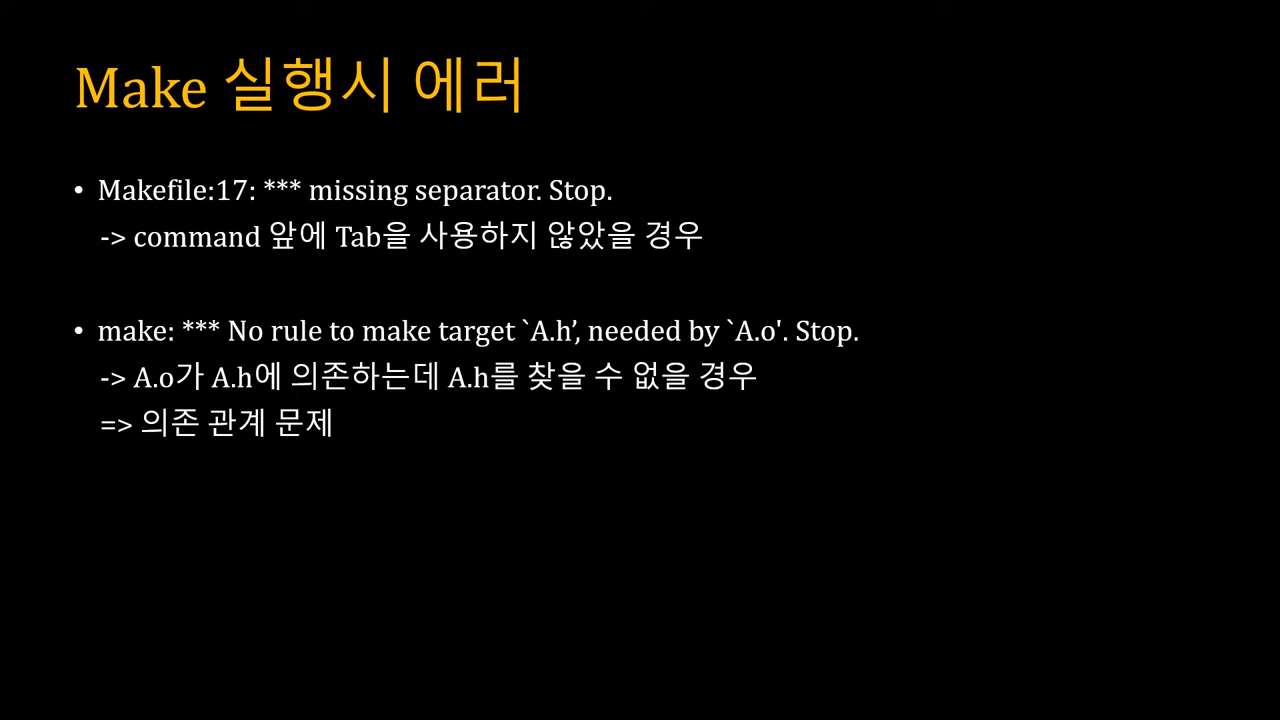 Make 실행시 에러
• Makefile:17: *** missing separator. Stop.
-> command 앞에 Tab을 사용하지 않았을 경우
• make: *** No rule to make target `A.h’, needed by `A.o'. Stop.
-> A.o가 A.h에 의존하는데 A.h를 찾을 수 없을 경우
=> 의존 관계 문제